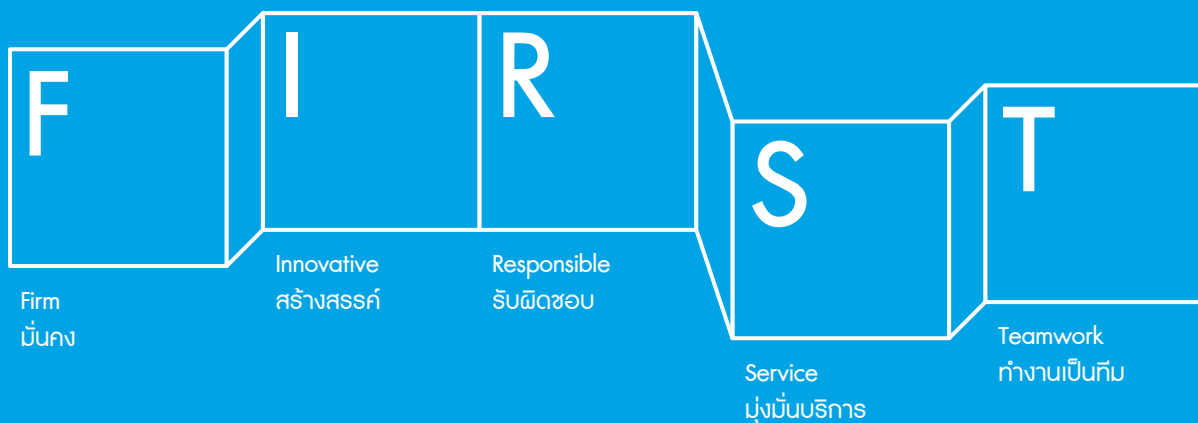 F
Firm
มั่นคง
I
Innovative
สร้างสรรค์
R
Responsible
รับผิดชอบ
S
Service
มุ่งมั่นบริการ
T
Teamwork
ทำงานเป็นทีม